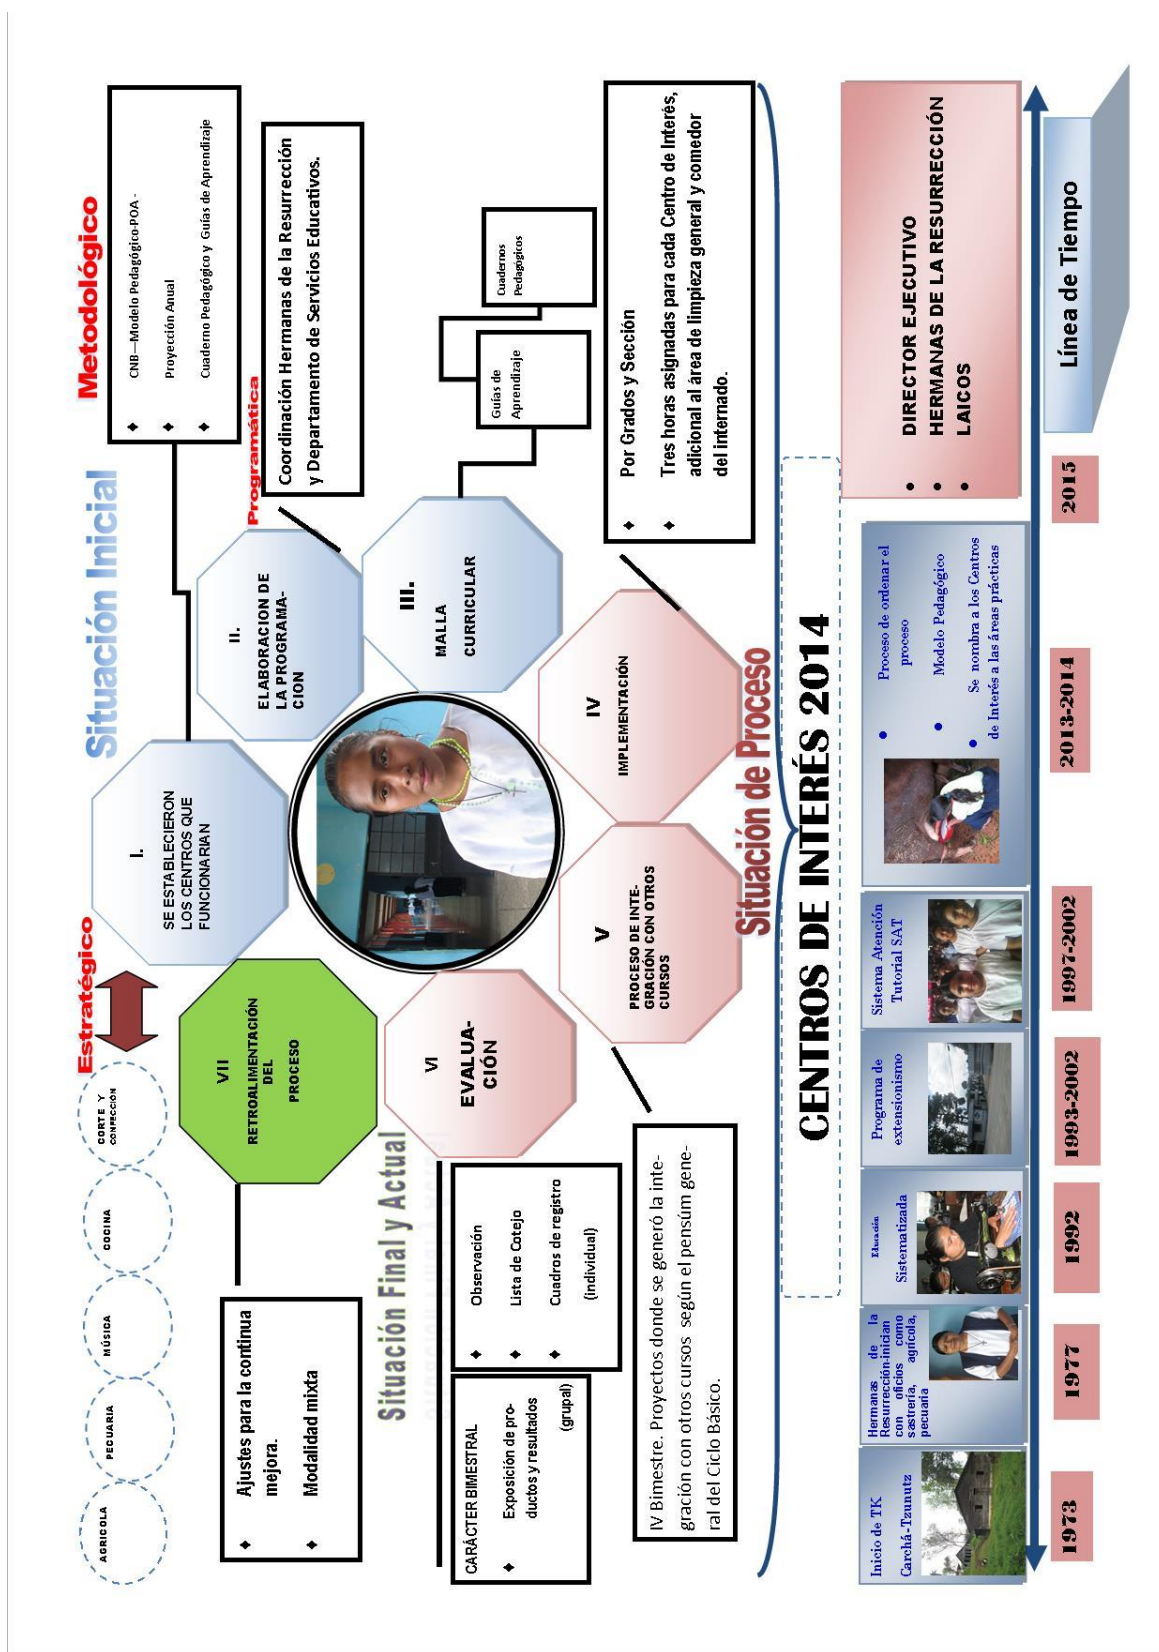 Estratégico
Situación Inicial
Metodológico
AGRICOLA
PECUARIA
MÚSICA
COCINA
CORTE Y
CONFECCIÓN
I.
SE ESTABLECIERON
LOS CENTROS QUE
FUNCIONARIAN
CNB—Modelo Pedagógico-POA -
Proyección Anual
Cuaderno Pedagógico y Guías de Aprendizaje
II.
ELABORACION DE
LA PROGRAMA-
CION
Programática
Coordinación Hermanas de la Resurrección
y Departamento de Servicios Educativos.
III.
MALLA
CURRICULAR
Guías de
Aprendizaje
Cuadernos
Pedagógicos
IV
IMPLEMENTACIÓN
Por Grados y Sección
Tres horas asignadas para cada Centro de Interés,
adicional al área de limpieza general y comedor
del internado.
Situación de Proceso
V
PROCESO DE INTE-
GRACIÓN CON OTROS
CURSOS
IV Bimestre. Proyectos donde se generó la inte-
gración con otros cursos según el pensúm gene-
ral del Ciclo Básico.
VI
EVALUA-
CIÓN
CARÁCTER BIMESTRAL
Exposición de pro-
ductos y resultados
(grupal)
Observación
Lista de Cotejo
Cuadros de registro
(individual)
Situación Final y Actual
VII
RETROALIMENTACIÓN
DEL
PROCESO
Ajustes para la continua
mejora.
Modalidad mixta
CENTROS DE INTERÉS 2014
Inicio de TK
Carchá-Tzunutz
Hermanas de la
Resurrección-inician
con oficios como
sastrería, agrícola,
pecuaria
Educación
Sistematizada
Programa de
extensionismo
Sistema Atención
Tutorial SAT
Proceso de ordenar el
proceso
Modelo Pedagógico
Se nombra a los Centros
de Interés a las áreas prácticas
DIRECTOR EJECUTIVO
HERMANAS DE LA RESURRECCIÓN
LAICOS
1973
1977
1992
1993-2002
1997-2002
2013-2014
2015
Línea de Tiempo